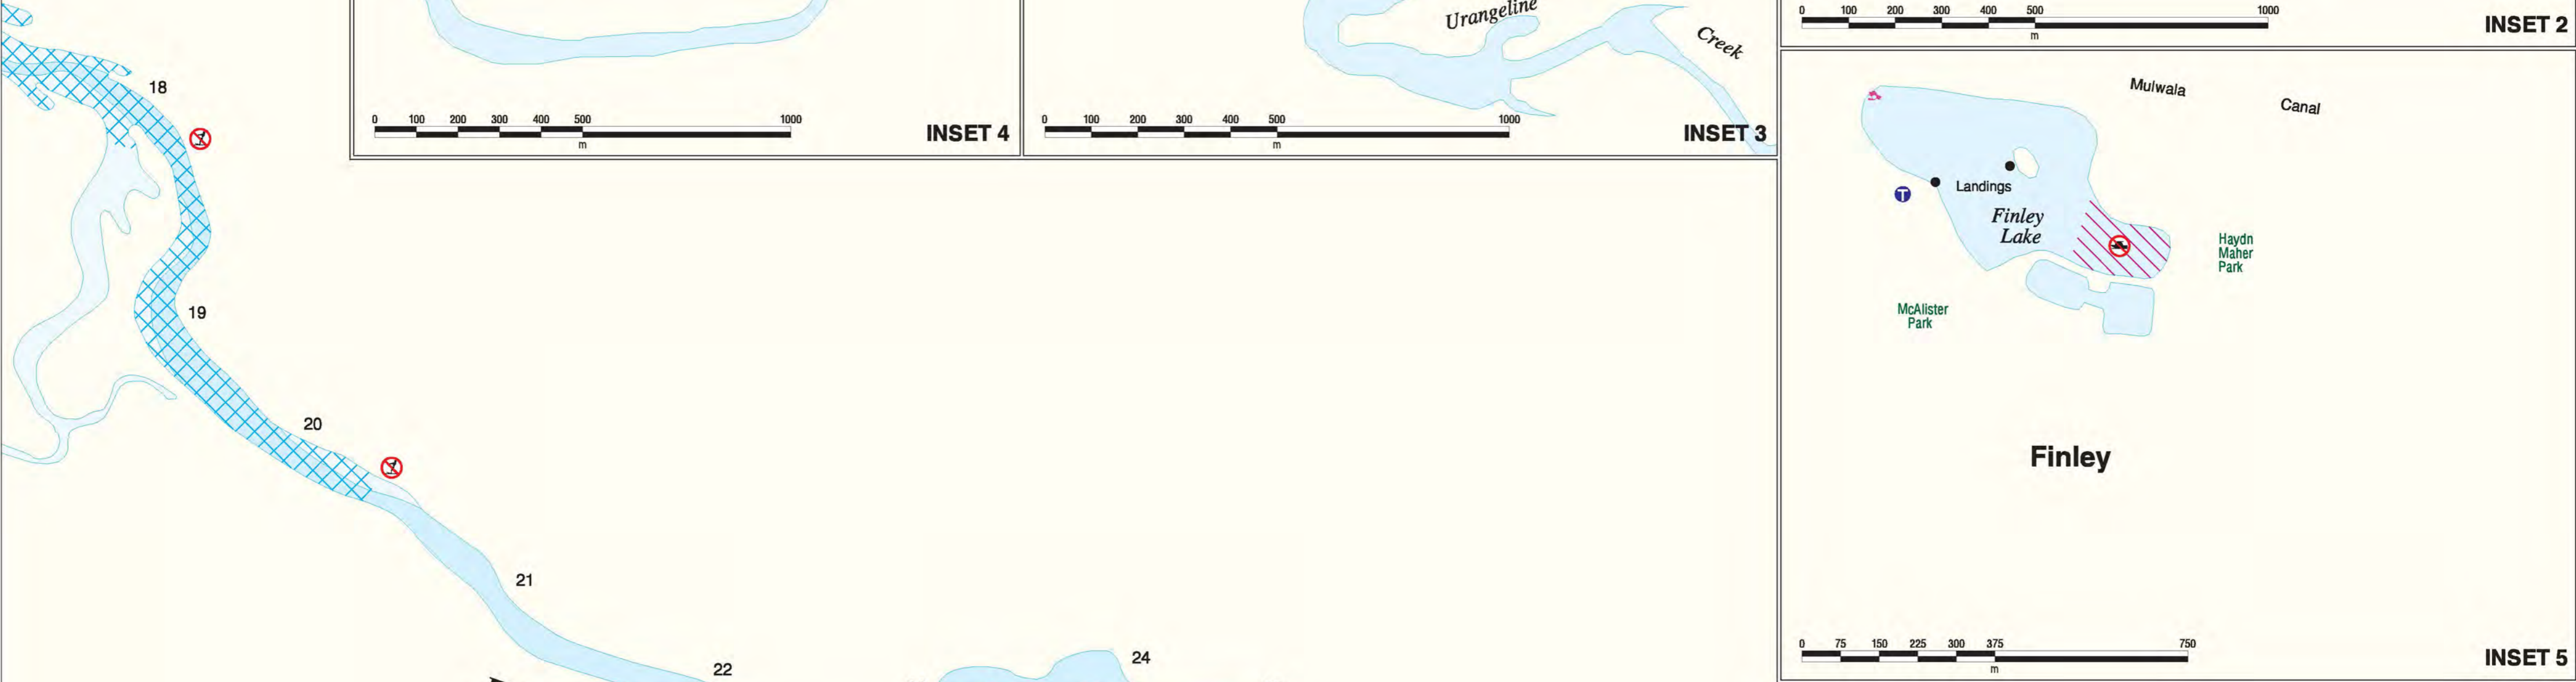 Urangeline
Creek
0 100 200 300 400 500 1000
m
INSET 2
0 100 200 300 400 500 1000
m
INSET 4
0 100 200 300 400 500 1000
m
INSET 3
18
19
20
21
22
24
Mulwala
Canal
Landings
T
Finley
Lake
Haydn
Maher
Park
McAlister
Park
Finley
0 75 150 225 300 375 750
m
INSET 5